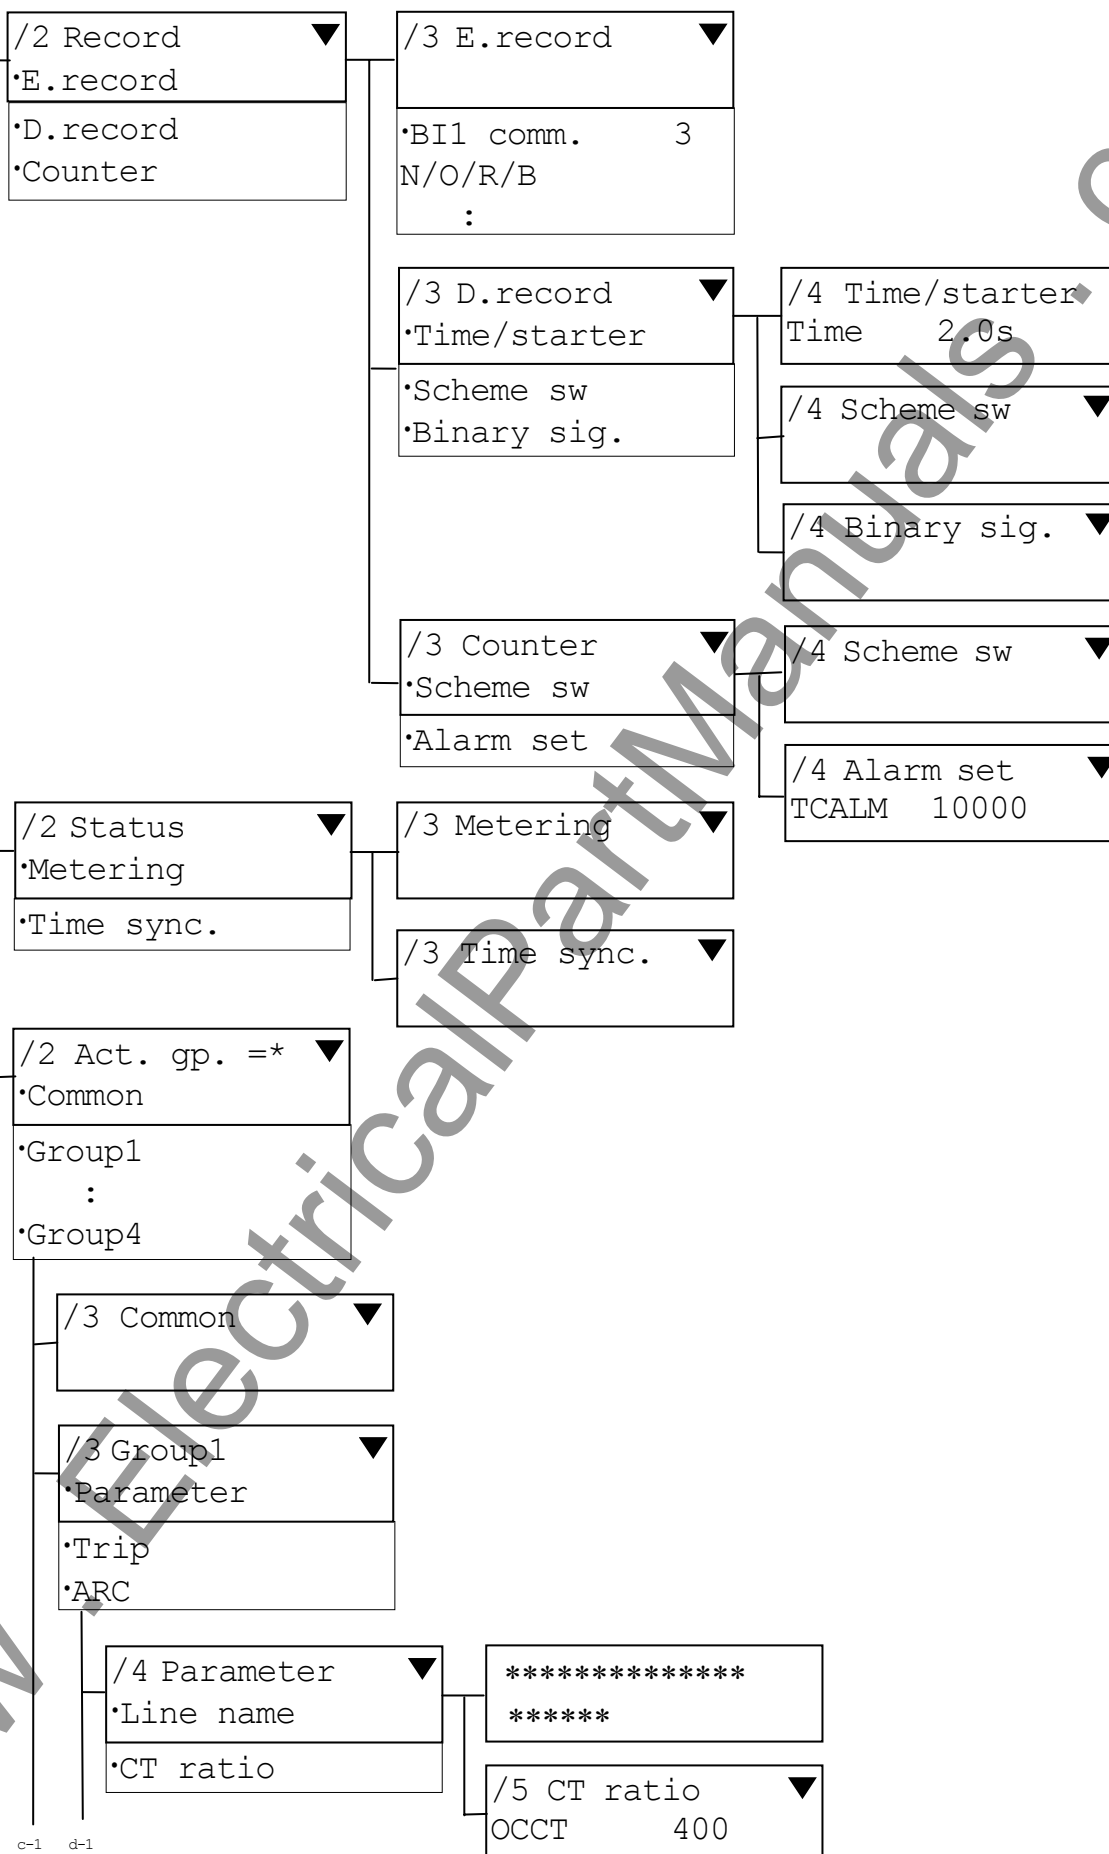 /2 Record ▼
·E.record
·D.record
·Counter
/3 E.record ▼
·BI1 comm. 3
N/O/R/B
:
/3 D.record ▼
·Time/starter
·Scheme sw
·Binary sig.
/4 Time/starter
Time 2.0s
/4 Scheme sw ▼
/4 Binary sig. ▼
/3 Counter ▼
·Scheme sw
·Alarm set
/4 Scheme sw ▼
/4 Alarm set ▼
TCALM 10000
/2 Status ▼
·Metering
·Time sync.
/3 Metering ▼
/3 Time sync. ▼
/2 Act. gp. =* ▼
·Common
·Group1
:
·Group4
/3 Common ▼
/3 Group1 ▼
·Parameter
·Trip
·ARC
/4 Parameter ▼
·Line name
·CT ratio
**************
******
/5 CT ratio ▼
OCCT 400
c-1 d-1
w . ElectricalPartManuals . c